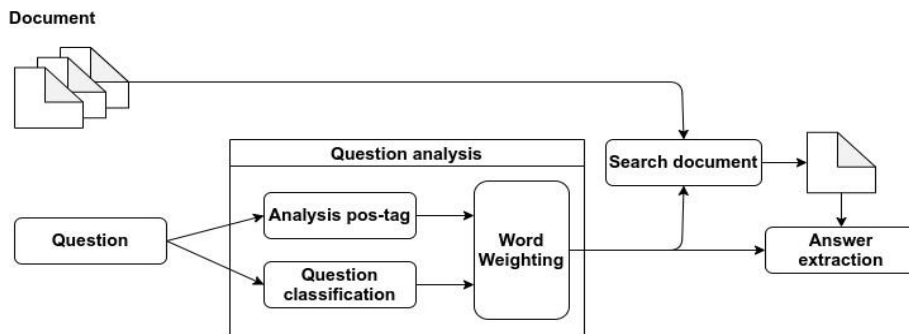 Document
Question analysis
Search document
Analysis pos-tag
Question
Word
Weighting
Answer
extraction
Question
classification